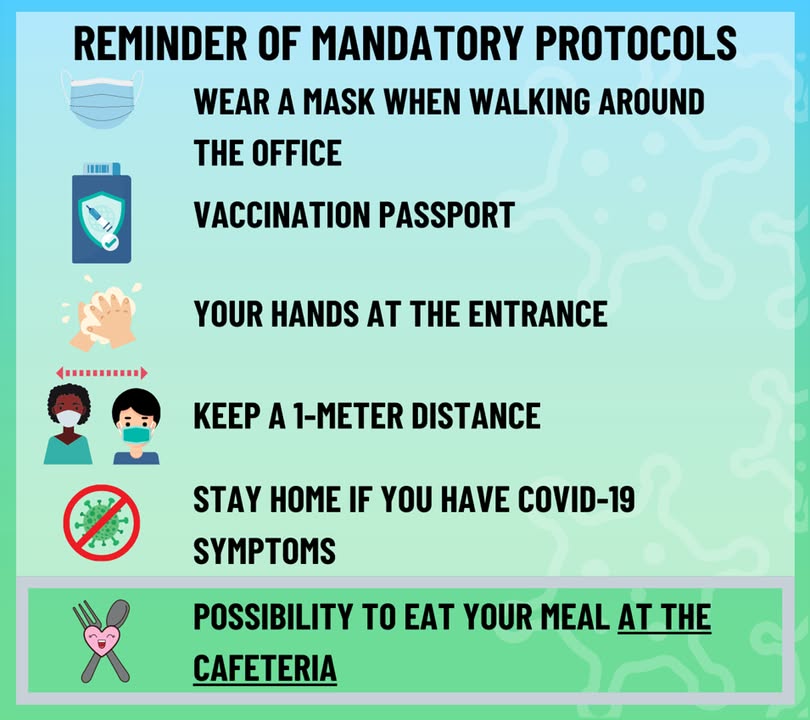 REMINDER OF MANDATORY PROTOCOLS
WEAR A MASK WHEN WALKING AROUND
THE OFFICE
VACCINATION PASSPORT
YOUR HANDS AT THE ENTRANCE
KEEP A 1-METER DISTANCE
STAY HOME IF YOU HAVE COVID-19
SYMPTOMS
POSSIBILITY TO EAT YOUR MEAL AT THE
CAFETERIA